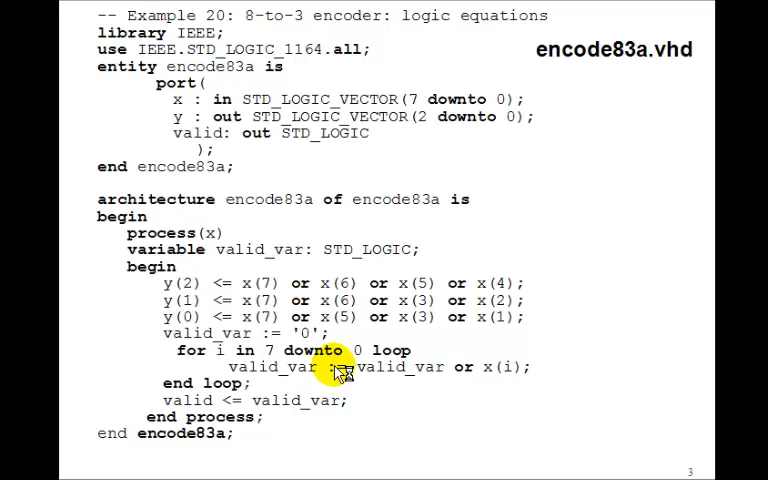 -- Example 20: 8-to-3 encoder: logic equations
library IEEE;
use IEEE.STD_LOGIC_1164.all;
encode83a.vhd
entity encode83a is
port(
x : in STD_LOGIC_VECTOR(7 downto 0);
y : out STD_LOGIC_VECTOR(2 downto 0);
valid: out STD_LOGIC
);
end encode83a;
architecture encode83a of encode83a is
begin
process(x)
variable valid_var: STD_LOGIC;
begin
y(2) <= x(7) or x(6) or x(5) or x(4);
y(1) <= x(7) or x(6) or x(3) or x(2);
y(0) <= x(7) or x(5) or x(3) or x(1);
valid_var := '0';
for i in 7 downto 0 loop
valid_var := valid_var or x(i);
end loop;
valid <= valid_var;
end process;
end encode83a;
3